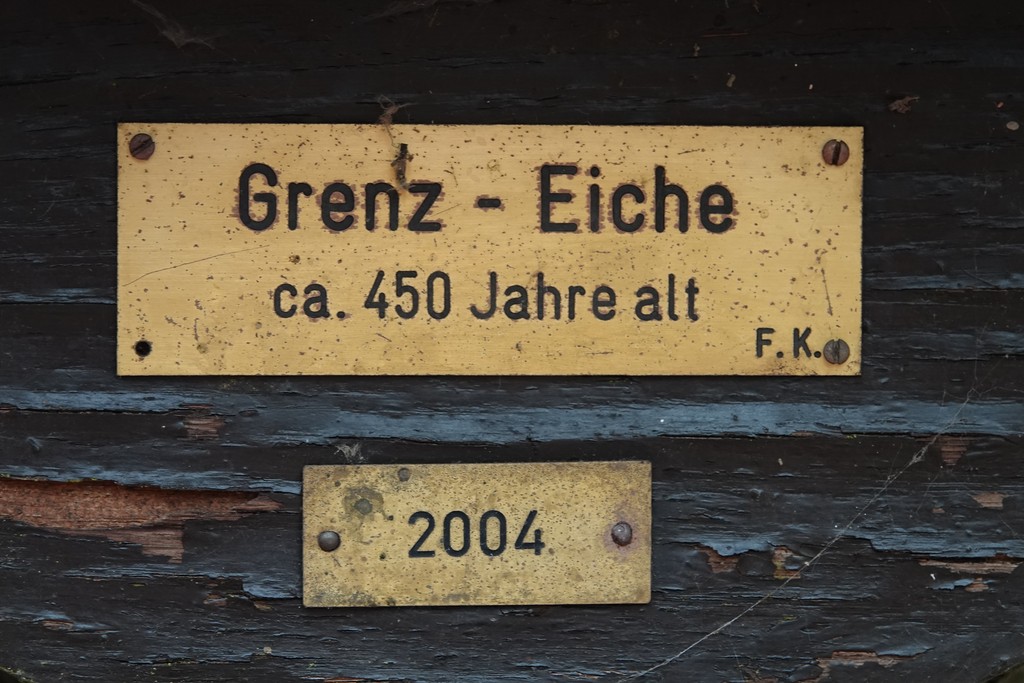 Grenz - Eiche
ca. 450 Jahre alt
F. K.
2004